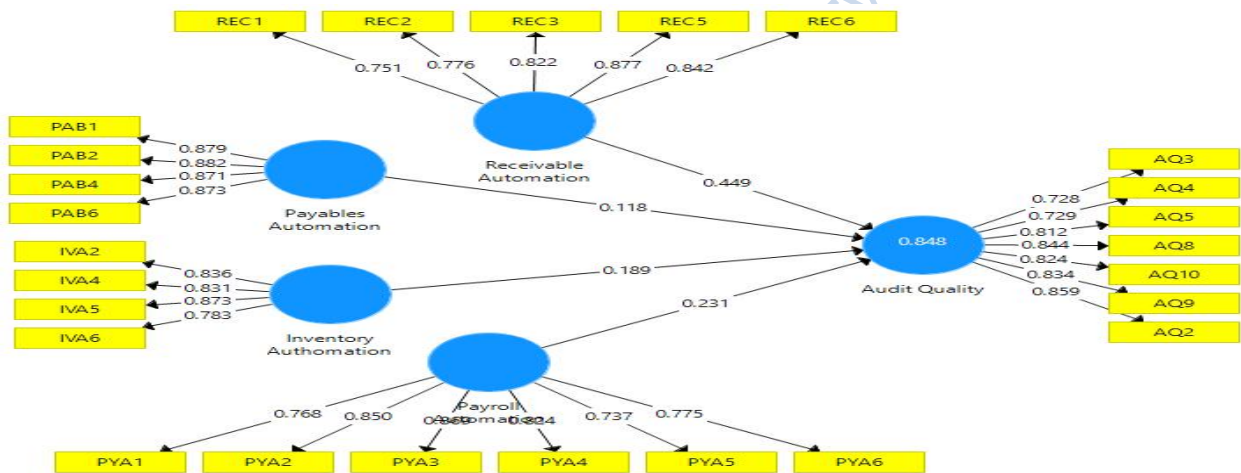 REC1 REC2 REC3 REC5 REC6
0.751 0.776 0.822 0.877 0.842
Receivable
Automation
PAB1
PAB2
PAB4
PAB6
0.879
0.882
0.871
0.873
Payables
Automation
IVA2
IVA4
IVA5
IVA6
0.836
0.831
0.873
0.783
Inventory
Authomation
0.449
0.118
0.189
0.231
0.848
Audit Quality
0.728
0.729
0.812
0.844
0.824
0.834
0.859
AQ3
AQ4
AQ5
AQ8
AQ10
AQ9
AQ2
Payroll
Automation
0.768 0.850 0.824 0.737 0.775
PYA1 PYA2 PYA3 PYA4 PYA5 PYA6